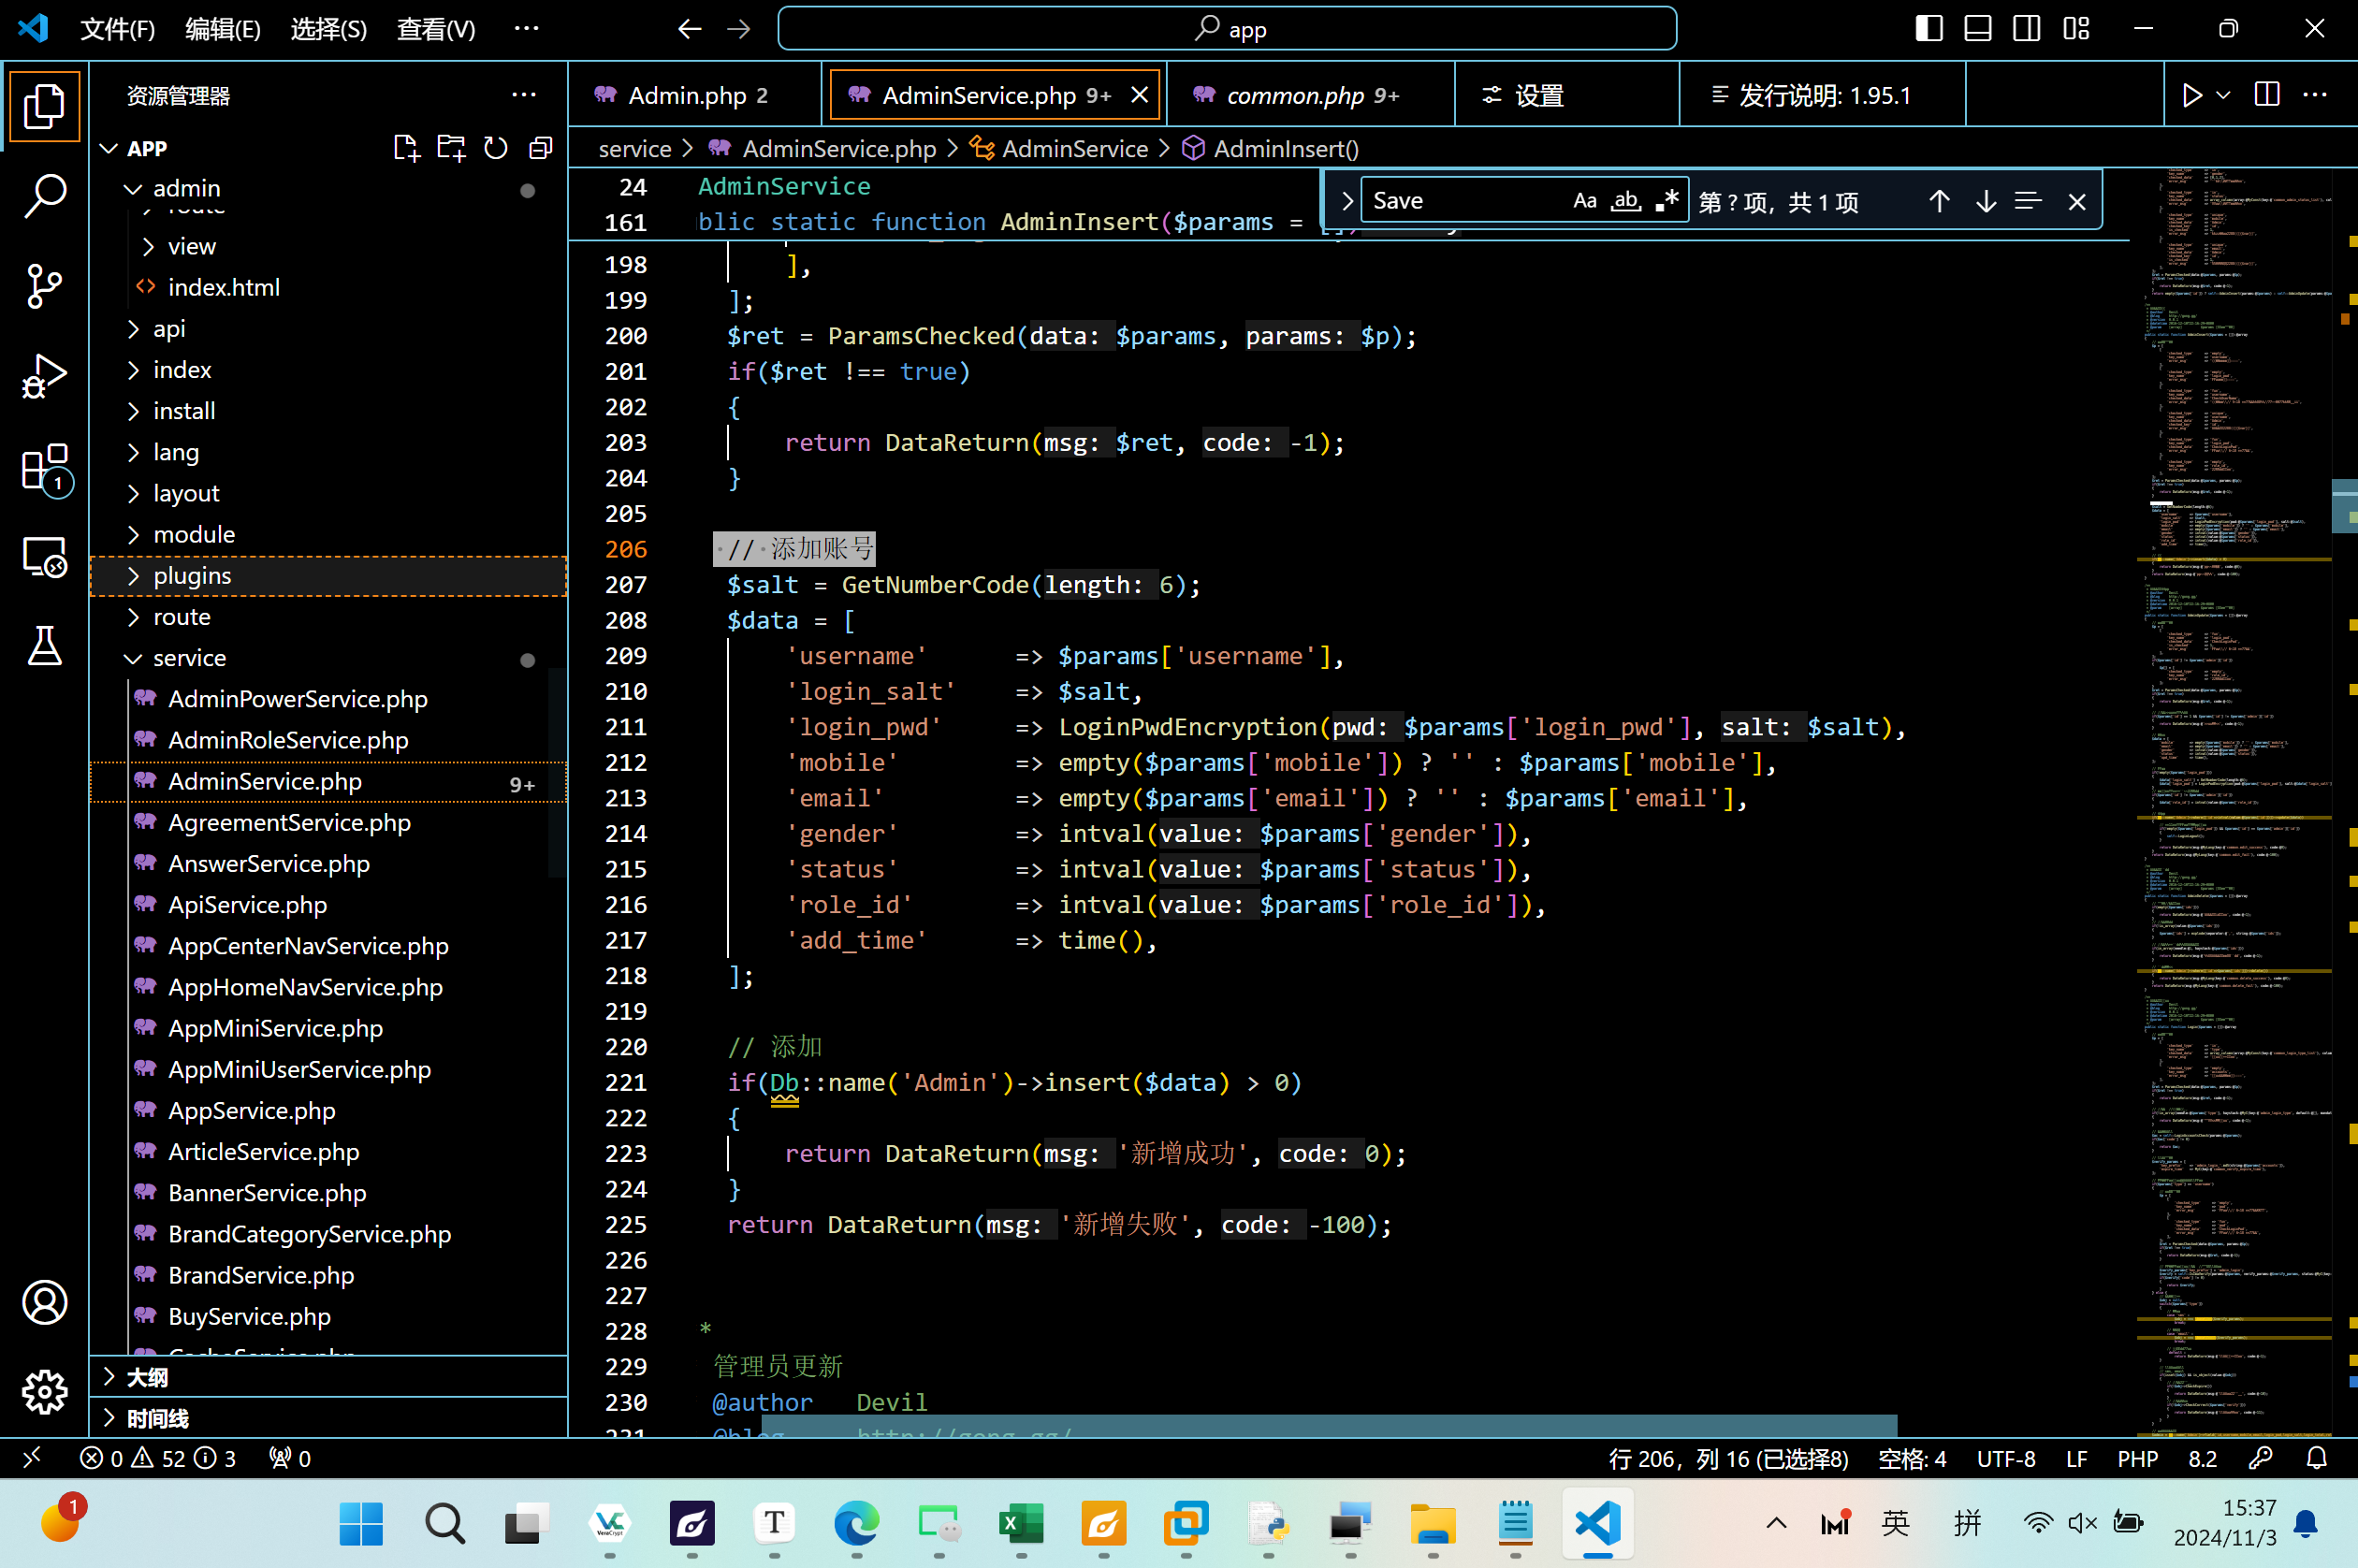 文件(F) 编辑(E) 选择(S) 查看(V) ···
app
资源管理器 ···
APP
admin
route
view
index.html
api
index
install
lang
layout
module
plugins
route
service
AdminPowerService.php
AdminRoleService.php
AdminService.php 9+
AgreementService.php
AnswerService.php
ApiService.php
AppCenterNavService.php
AppHomeNavService.php
AppMiniService.php
AppMiniUserService.php
AppService.php
ArticleService.php
BannerService.php
BrandCategoryService.php
BrandService.php
BuyService.php
CacheService.php
大纲
时间线
1
Admin.php 2
AdminService.php 9+
common.php 9+
设置
发行说明: 1.95.1
service > AdminService.php > AdminService > AdminInsert()
Save Aa ab .* 第 ? 项，共 1 项
24 AdminService
161 blic static function AdminInsert($params =
198 ],
199 ];
200 $ret = ParamsChecked(data: $params, params: $p);
201 if($ret !== true)
202 {
203 return DataReturn(msg: $ret, code: -1);
204 }
205
206 // 添加账号
207 $salt = GetNumberCode(length: 6);
208 $data = [
209 'username' => $params['username'],
210 'login_salt' => $salt,
211 'login_pwd' => LoginPwdEncryption(pwd: $params['login_pwd'], salt: $salt),
212 'mobile' => empty($params['mobile']) ? '' : $params['mobile'],
213 'email' => empty($params['email']) ? '' : $params['email'],
214 'gender' => intval(value: $params['gender']),
215 'status' => intval(value: $params['status']),
216 'role_id' => intval(value: $params['role_id']),
217 'add_time' => time(),
218 ];
219
220 // 添加
221 if(Db::name('Admin')->insert($data) > 0)
222 {
223 return DataReturn(msg: '新增成功', code: 0);
224 }
225 return DataReturn(msg: '新增失败', code: -100);
226
227
228 *
229 管理员更新
230 @author Devil
231 @blog http://gong.gg/
0 52 3 0
行 206，列 16 (已选择8) 空格: 4 UTF-8 LF PHP 8.2
1
VC
VeraCrypt
T
英 拼
15:37
2024/11/3